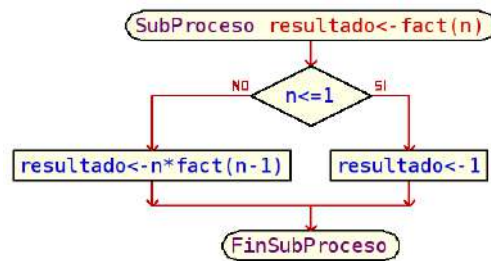 SubProceso resultado<-fact(n)
NO
SI
n<=1
resultado<-n*fact(n-1)
resultado<-1
FinSubProceso